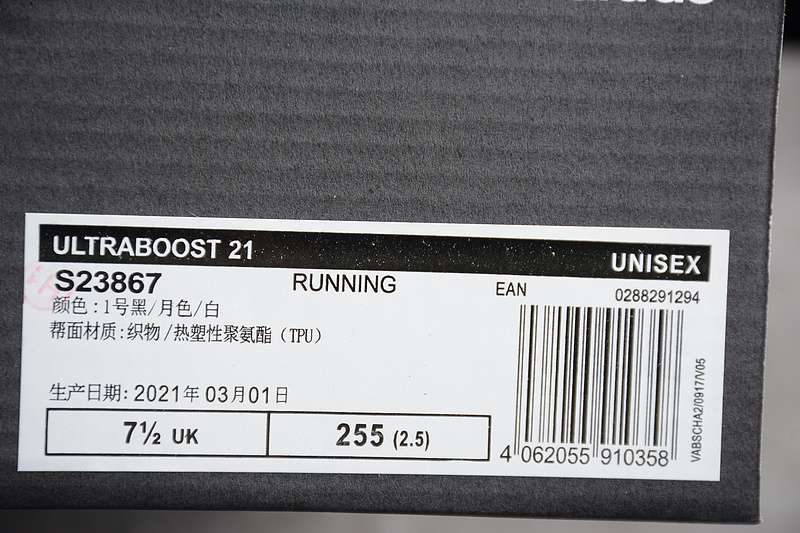 ULTRABOOST 21
UNISEX
S23867
RUNNING
EAN
0288291294
颜色:1号黑/月色/白
帮面材质:织物/热塑性聚氨酯(TPU)
生产日期:2021年 03月01日
7½ UK
255 (2.5)
4 062055 910358
VABSCHA2/0917/V05